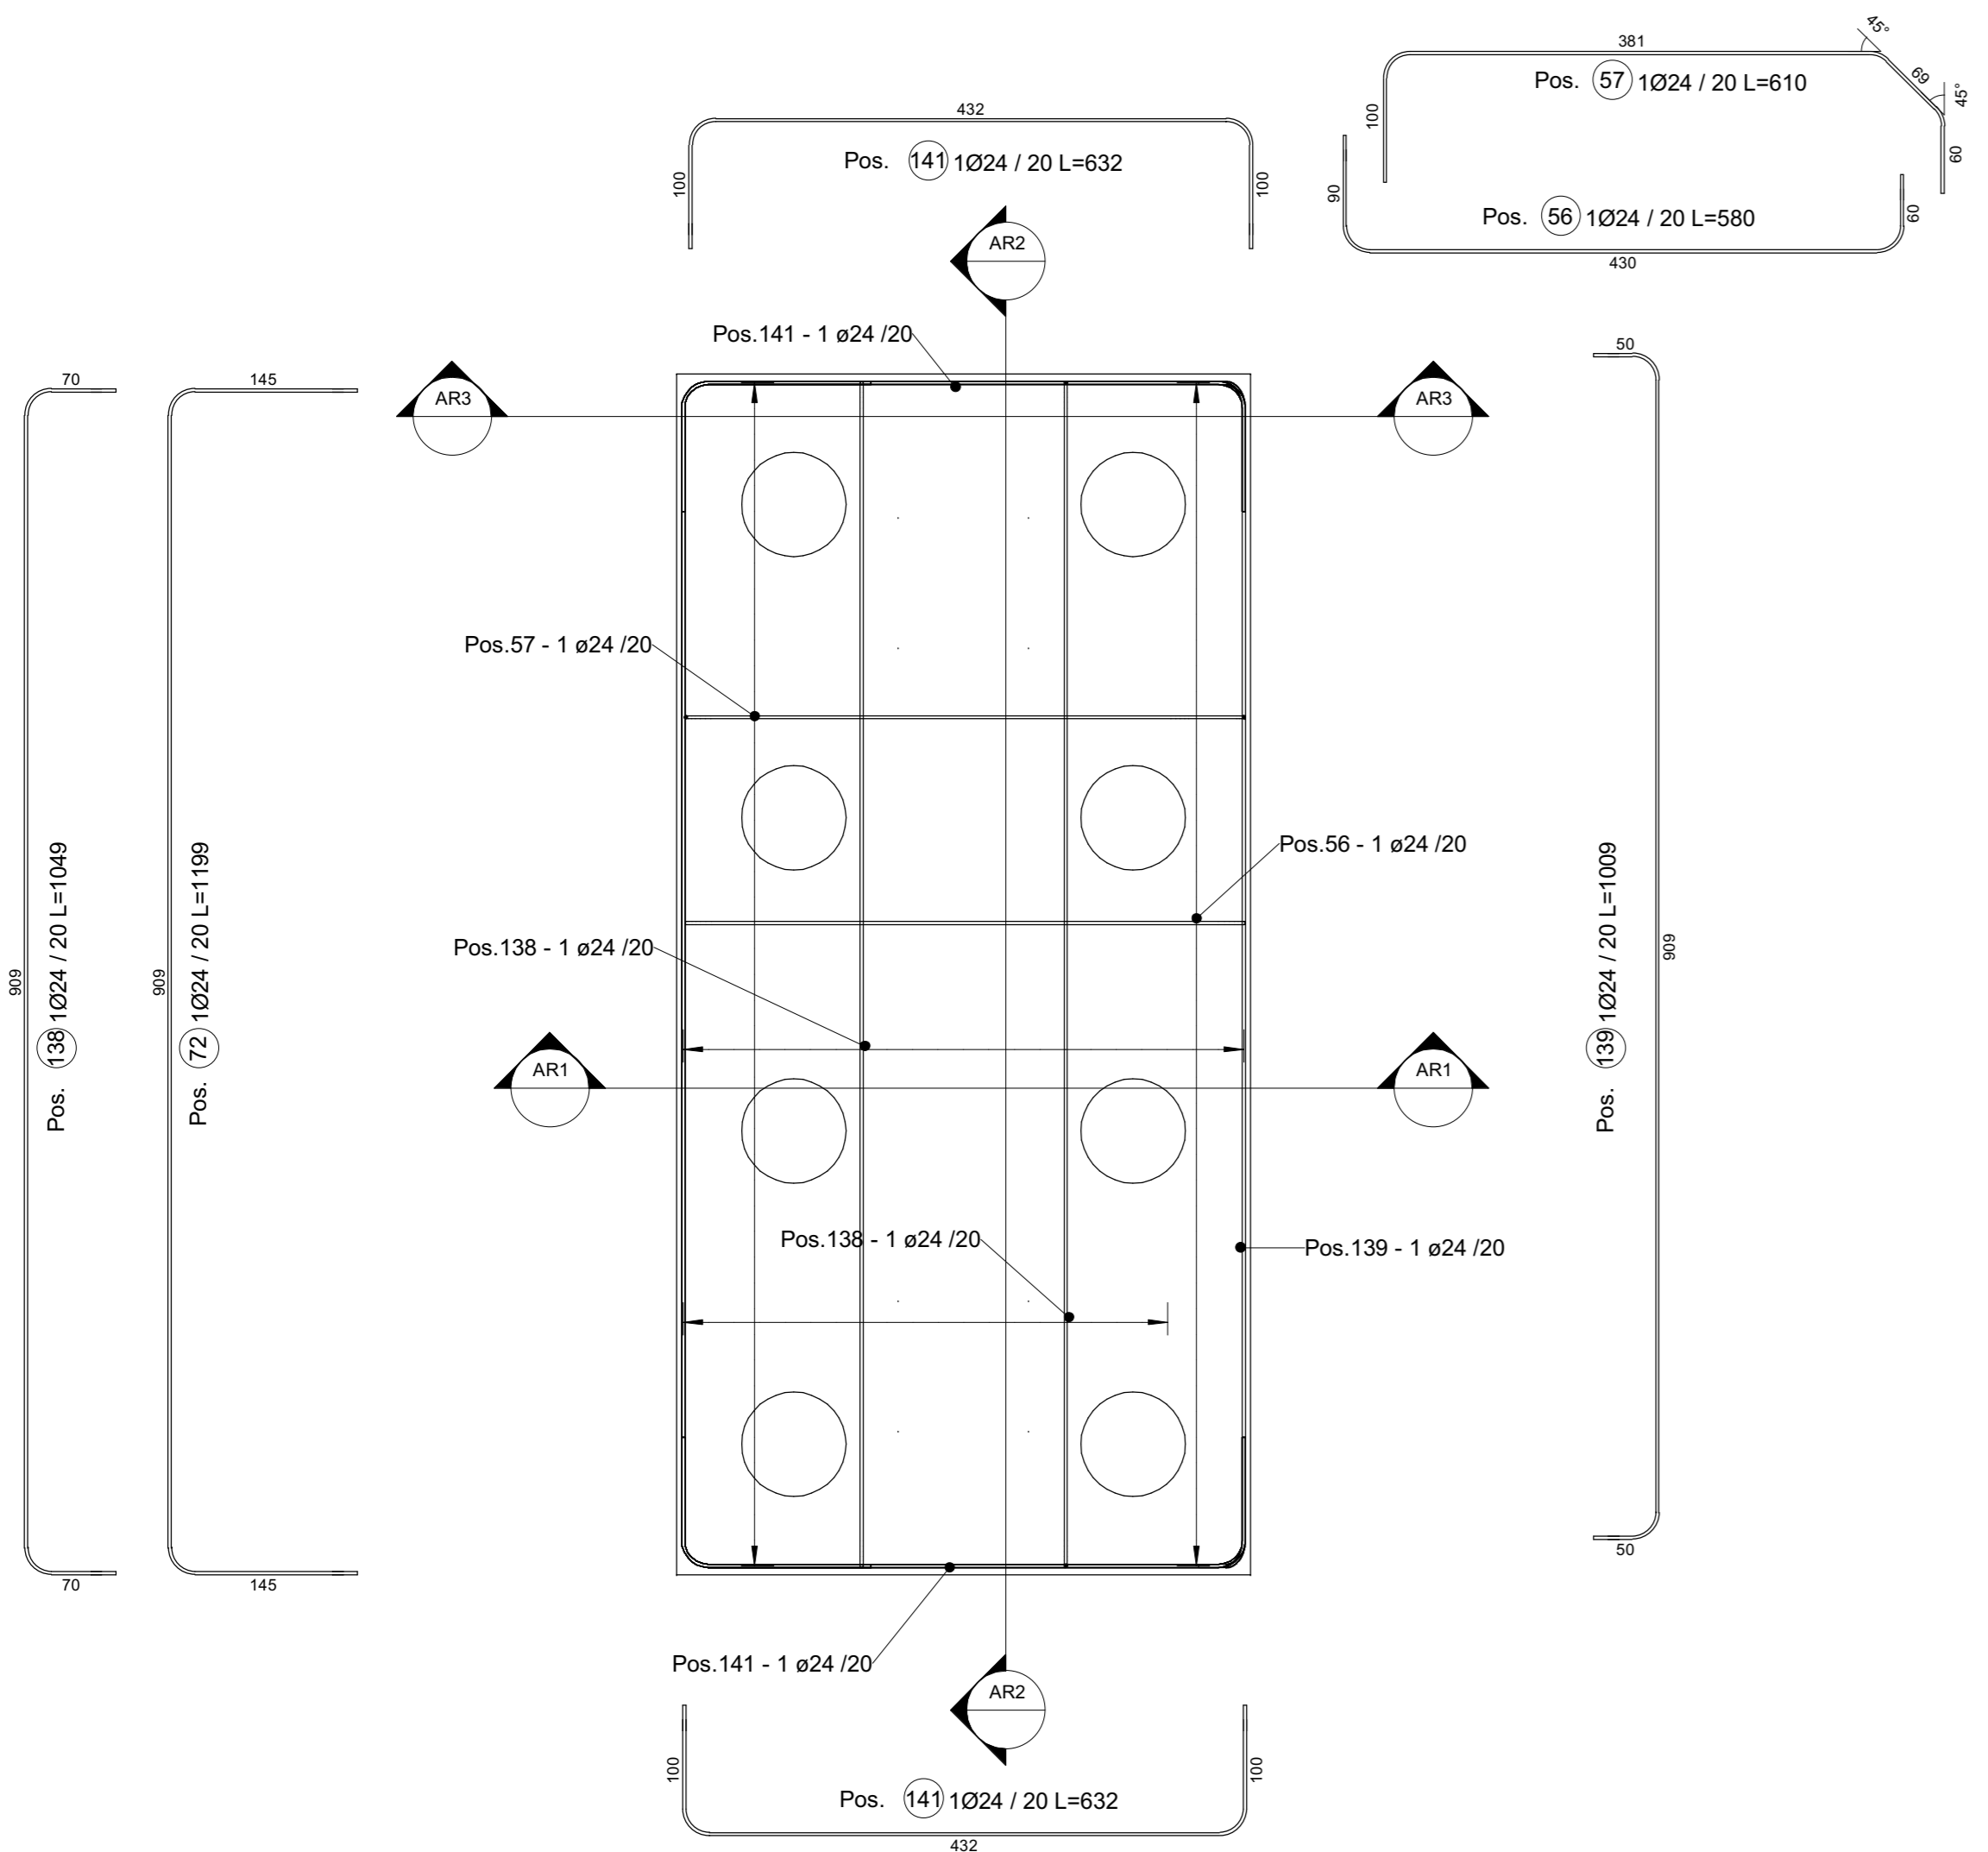 381
45°
Pos. 57 1Ø24 / 20 L=610
69
45°
100
60
432
Pos. 141 1Ø24 / 20 L=632
100
100
90
Pos. 56 1Ø24 / 20 L=580
60
430
AR2
Pos.141 - 1 ø24 /20
50
70
145
AR3
AR3
Pos.57 - 1 ø24 /20
Pos.56 - 1 ø24 /20
Pos.138 - 1 ø24 /20
909
Pos. 138 1Ø24 / 20 L=1049
909
Pos. 72 1Ø24 / 20 L=1199
Pos. 139 1Ø24 / 20 L=1009
909
AR1
AR1
Pos.138 - 1 ø24 /20
Pos.139 - 1 ø24 /20
50
70
145
Pos.141 - 1 ø24 /20
AR2
100
100
Pos. 141 1Ø24 / 20 L=632
432